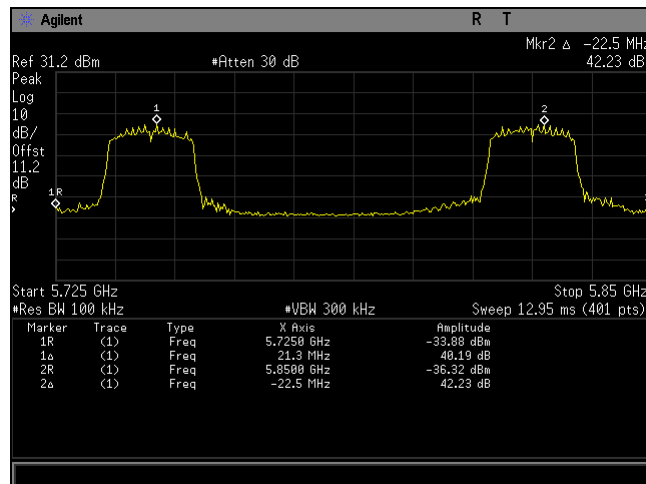 Agilent R T
Mkr2 Δ -22.5 MHz
Ref 31.2 dBm #Atten 30 dB 42.23 dB
Peak
Log
10
dB/
Offst
11.2
dB
1
2
1R
R
Start 5.725 GHz Stop 5.85 GHz
#Res BW 100 kHz #VBW 300 kHz Sweep 12.95 ms (401 pts)
Marker Trace Type X Axis Amplitude
1R (1) Freq 5.7250 GHz -33.88 dBm
1Δ (1) Freq 21.3 MHz 40.19 dB
2R (1) Freq 5.8500 GHz -36.32 dBm
2Δ (1) Freq -22.5 MHz 42.23 dB